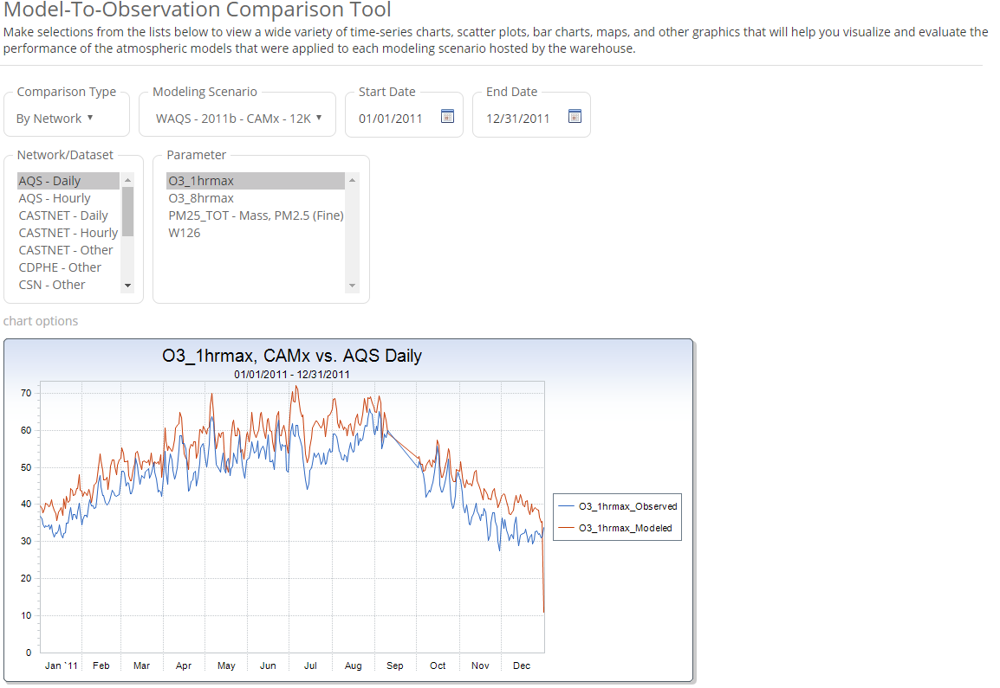 Model-To-Observation Comparison Tool
Make selections from the lists below to view a wide variety of time-series charts, scatter plots, bar charts, maps, and other graphics that will help you visualize and evaluate the
performance of the atmospheric models that were applied to each modeling scenario hosted by the warehouse.
Comparison Type
By Network
Modeling Scenario
WAQS - 2011b - CAMx - 12K
Start Date
01/01/2011
End Date
12/31/2011
Network/Dataset
AQS - Daily
AQS - Hourly
CASTNET - Daily
CASTNET - Hourly
CASTNET - Other
CDPHE - Other
CSN - Other
Parameter
O3_1hrmax
O3_8hrmax
PM25_TOT - Mass, PM2.5 (Fine)
W126
chart options
O3_1hrmax, CAMx vs. AQS Daily
01/01/2011 - 12/31/2011
70
60
50
40
30
20
10
0
Jan `11 Feb Mar Apr May Jun Jul Aug Sep Oct Nov Dec
O3_1hrmax_Observed
O3_1hrmax_Modeled